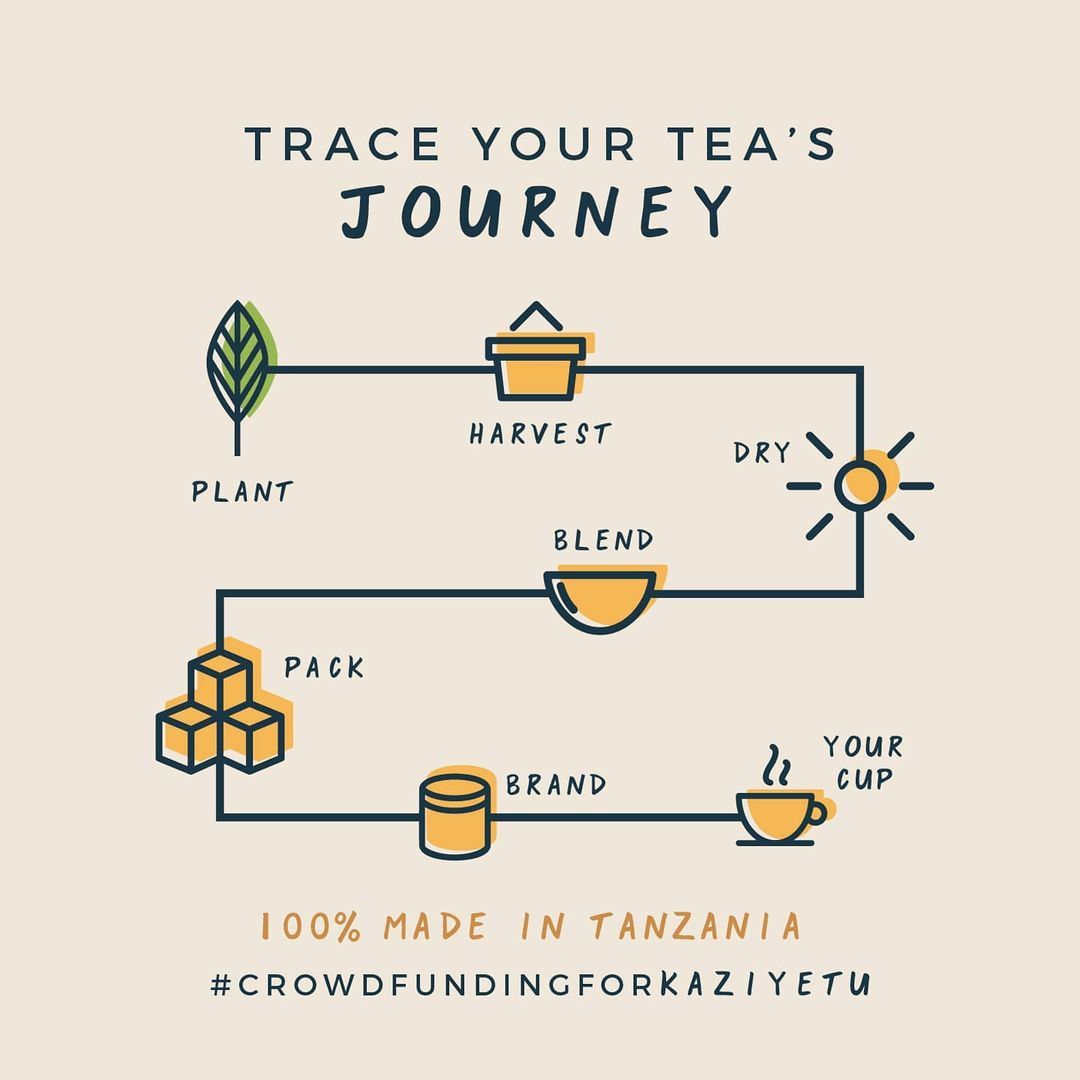 TRACE YOUR TEA'S
JOURNEY
PLANT
HARVEST
DRY
BLEND
PACK
BRAND
YOUR
CUP
100% MADE IN TANZANIA
#CROWDFUNDINGFORKAZIYETU